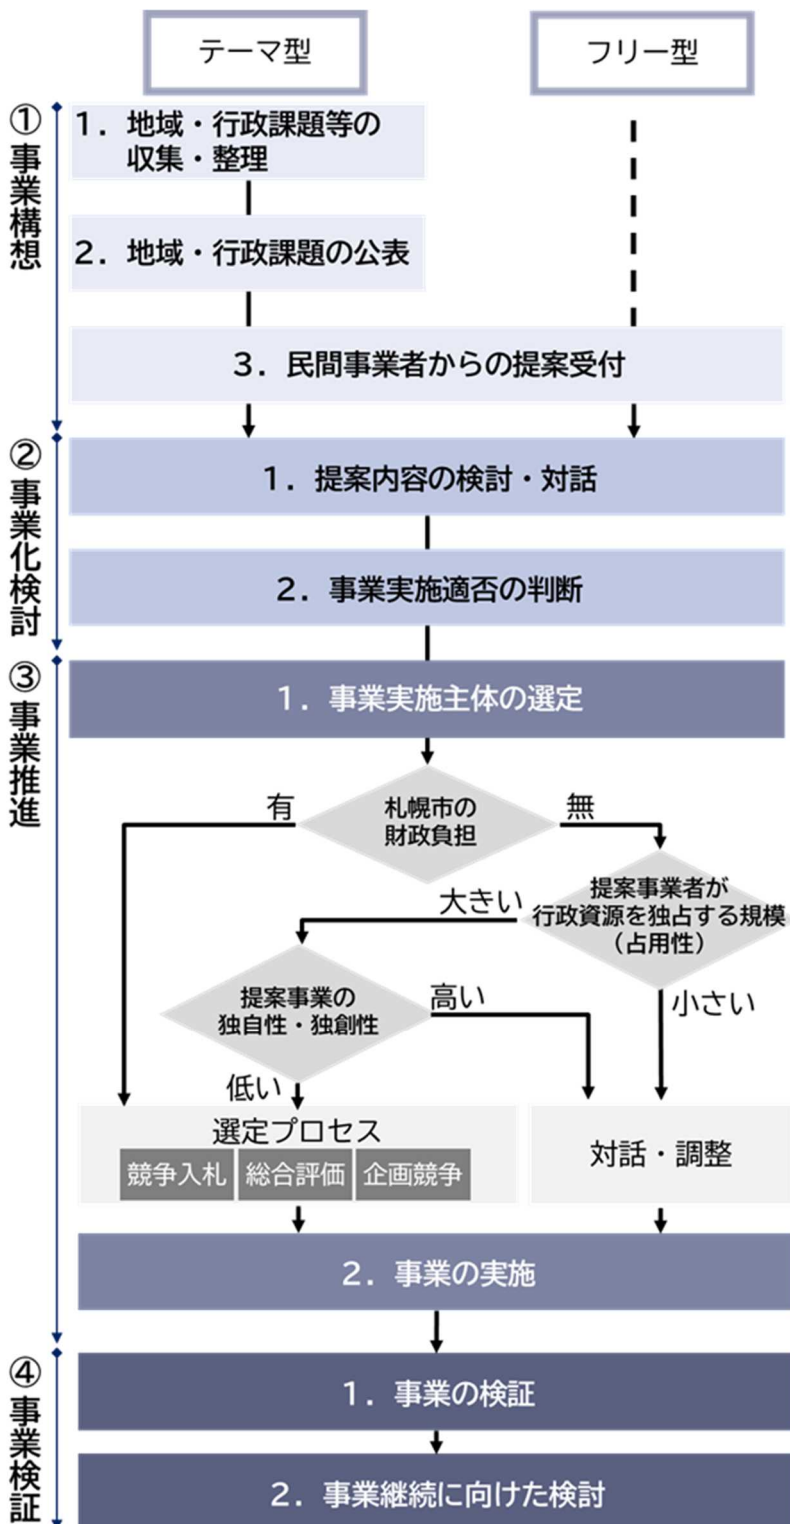 テーマ型
フリー型
①事業構想
1. 地域・行政課題等の
収集・整理
2. 地域・行政課題の公表
3. 民間事業者からの提案受付
②事業化検討
1. 提案内容の検討・対話
2. 事業実施適否の判断
③事業推進
1. 事業実施主体の選定
有
札幌市の
財政負担
無
提案事業者が
行政資源を独占する規模
（占用性）
大きい
小さい
提案事業の
独自性・独創性
高い
低い
選定プロセス
競争入札
総合評価
企画競争
対話・調整
2. 事業の実施
④事業検証
1. 事業の検証
2. 事業継続に向けた検討